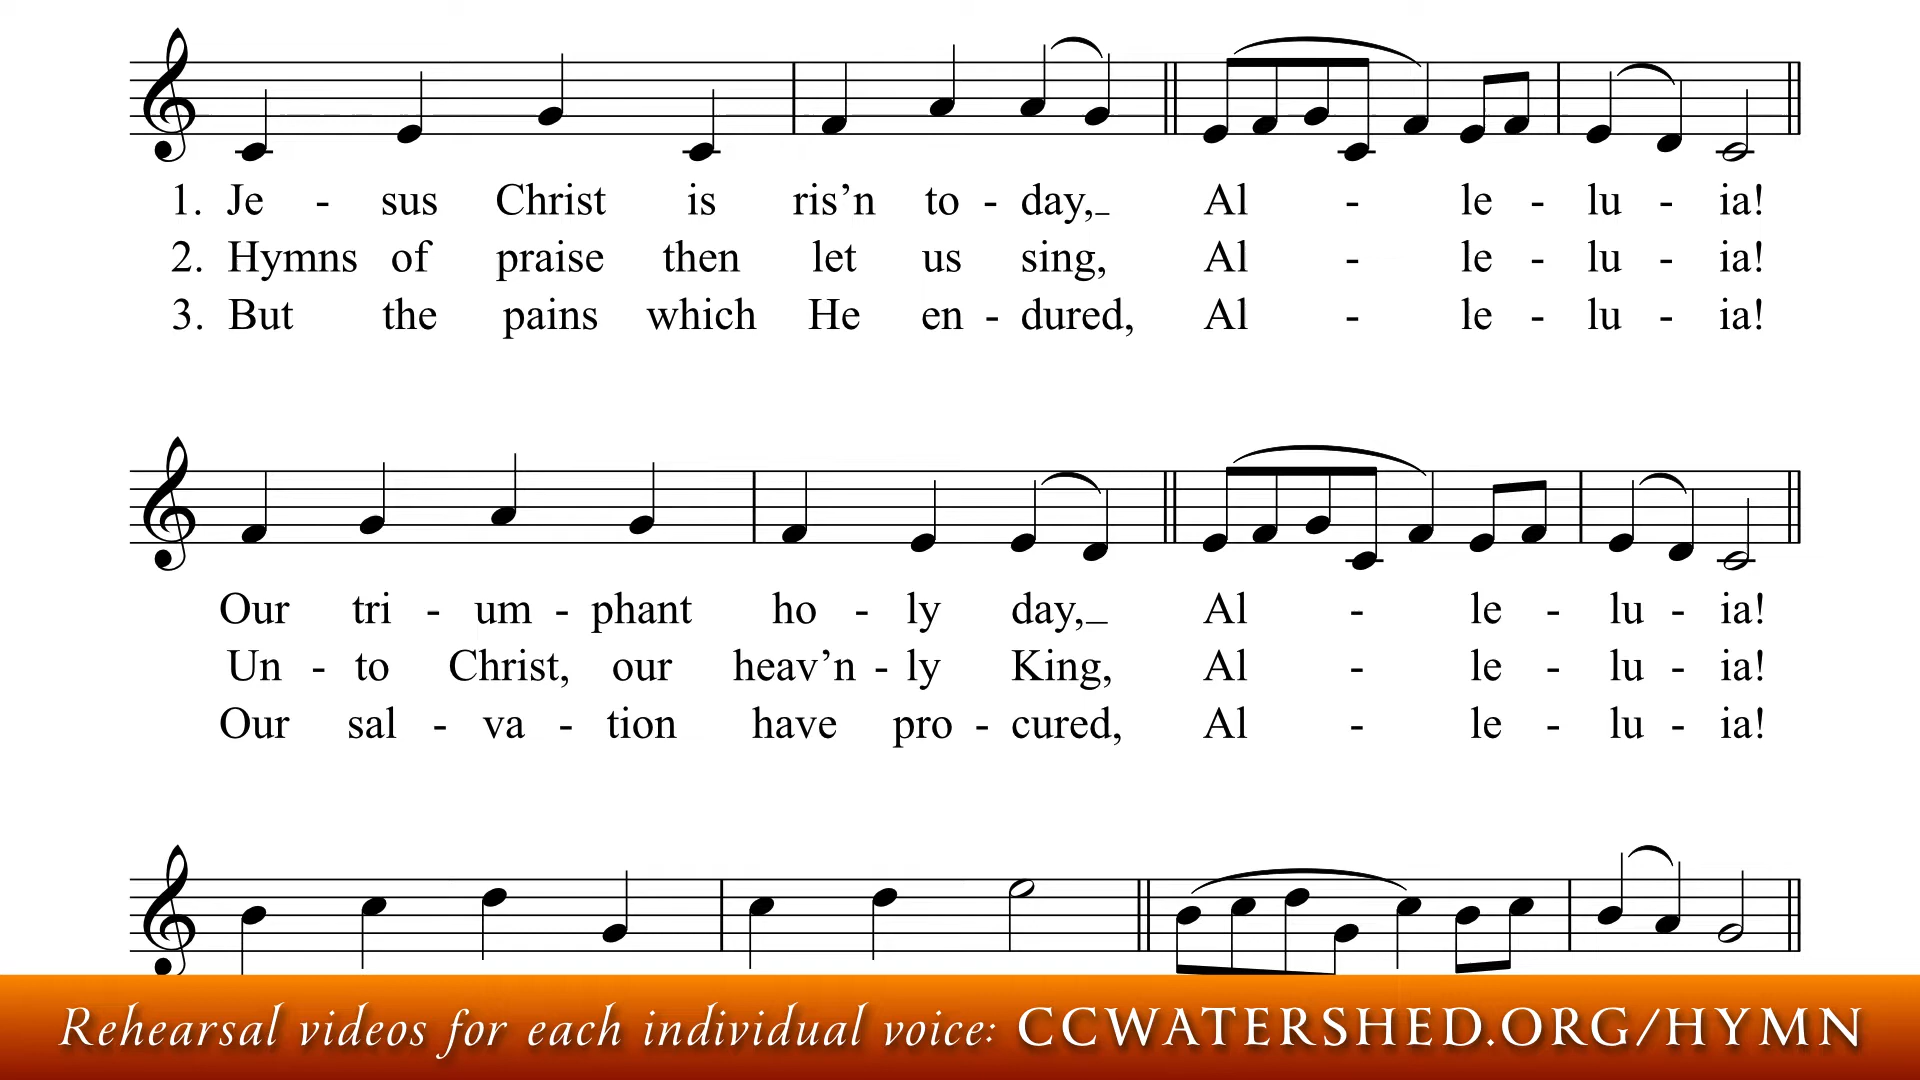 1. Je - sus Christ is ris’n to - day,_ Al - le - lu - ia!
2. Hymns of praise then let us sing, Al - le - lu - ia!
3. But the pains which He en - dured, Al - le - lu - ia!
Our tri - um - phant ho - ly day,_ Al - le - lu - ia!
Un - to Christ, our heav’n - ly King, Al - le - lu - ia!
Our sal - va - tion have pro - cured, Al - le - lu - ia!
Rehearsal videos for each individual voice: CCWATERSHED.ORG/HYMN